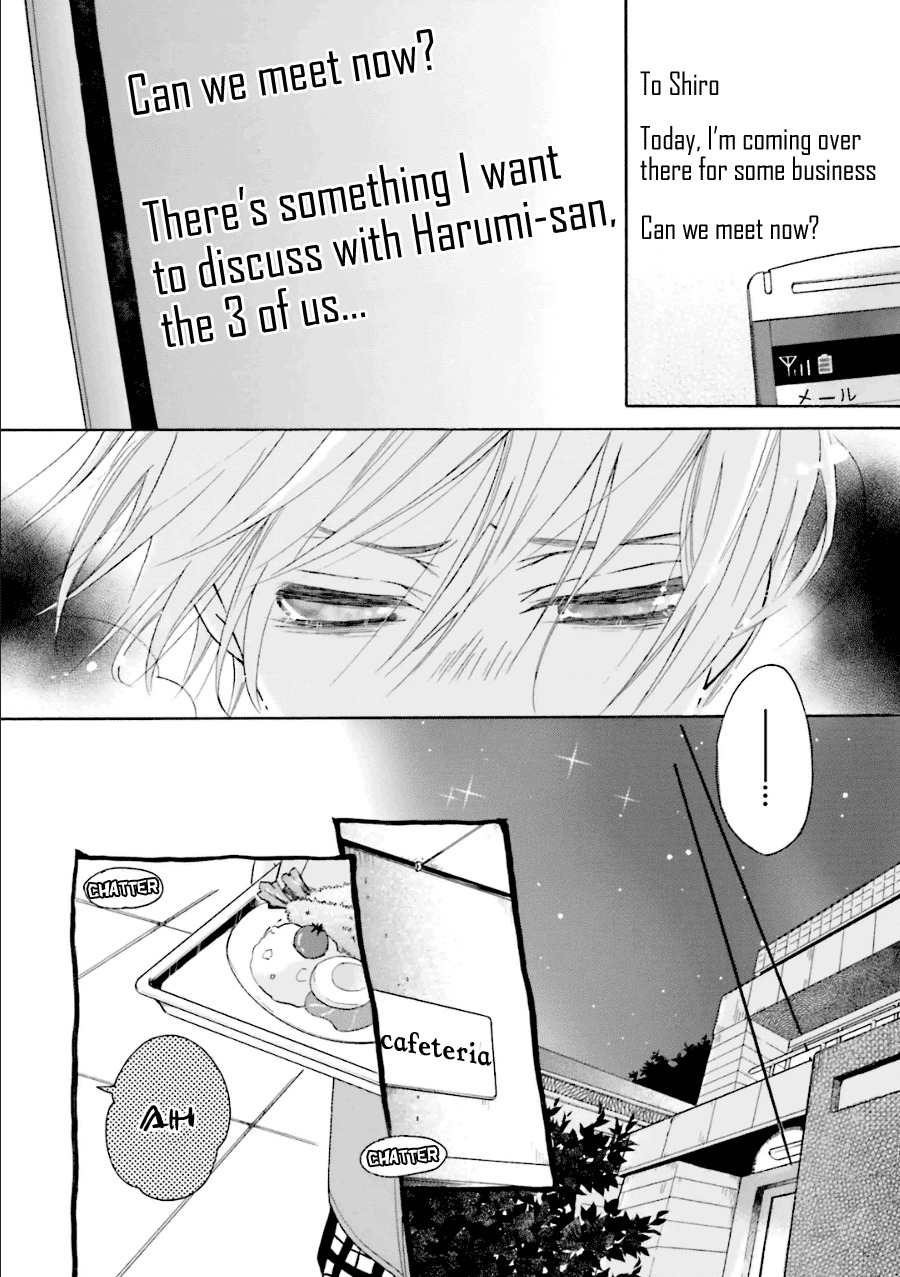 To Shiro
Today, I'm coming over
there for some business
Can we meet now?
メール
Can we meet now?
There's something I want
to discuss with Harumi-san,
the 3 of us...
cafeteria
CHATTER
CHATTER
AH